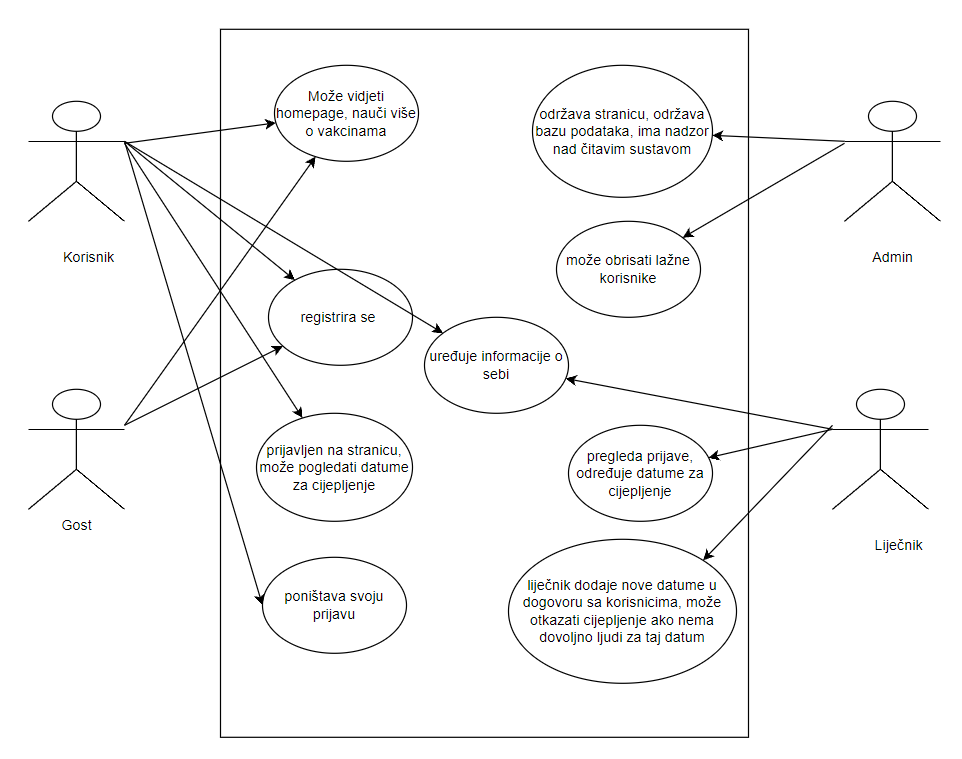 Može vidjeti
homepage, nauči više
o vakcinama
održava stranicu, održava
bazu podataka, ima nadzor
nad čitavim sustavom
Korisnik
Admin
može obrisati lažne
korisnike
registrira se
uređuje informacije o
sebi
prijavljen na stranicu,
može pogledati datume
za cijepljenje
pregleda prijave,
određuje datume za
cijepljenje
Gost
Liječnik
poništava svoju
prijavu
liječnik dodaje nove datume u
dogovoru sa korisnicima, može
otkazati cijepljenje ako nema
dovoljno ljudi za taj datum